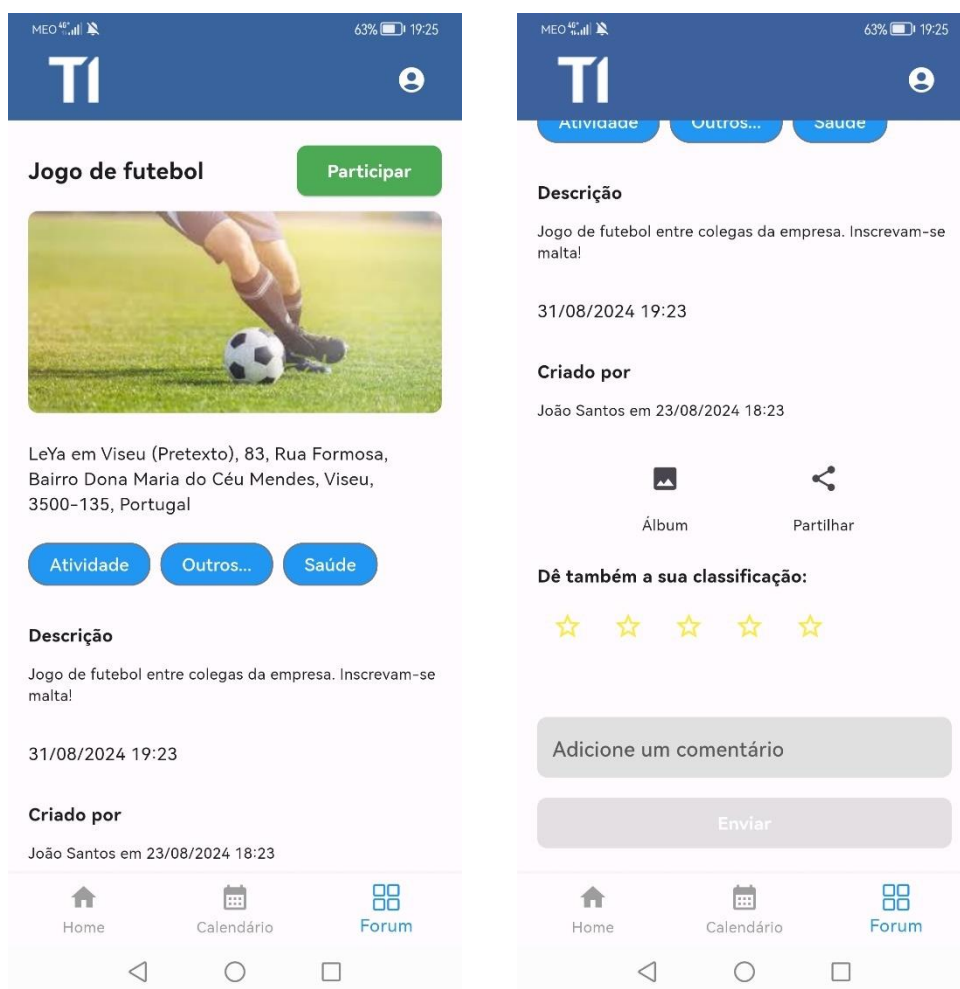 MEO 4G+ 63% 19:25
T1
Jogo de futebol
Participar
LeYa em Viseu (Pretexto), 83, Rua Formosa,
Bairro Dona Maria do Céu Mendes, Viseu,
3500-135, Portugal
Atividade Outros... Saúde
Descrição
Jogo de futebol entre colegas da empresa. Inscrevam-se
malta!
31/08/2024 19:23
Criado por
João Santos em 23/08/2024 18:23
Home Calendário Forum
MEO 4G+ 63% 19:25
T1
Atividade Outros... Saúde
Descrição
Jogo de futebol entre colegas da empresa. Inscrevam-se
malta!
31/08/2024 19:23
Criado por
João Santos em 23/08/2024 18:23
Álbum Partilhar
Dê também a sua classificação:
Adicione um comentário
Enviar
Home Calendário Forum